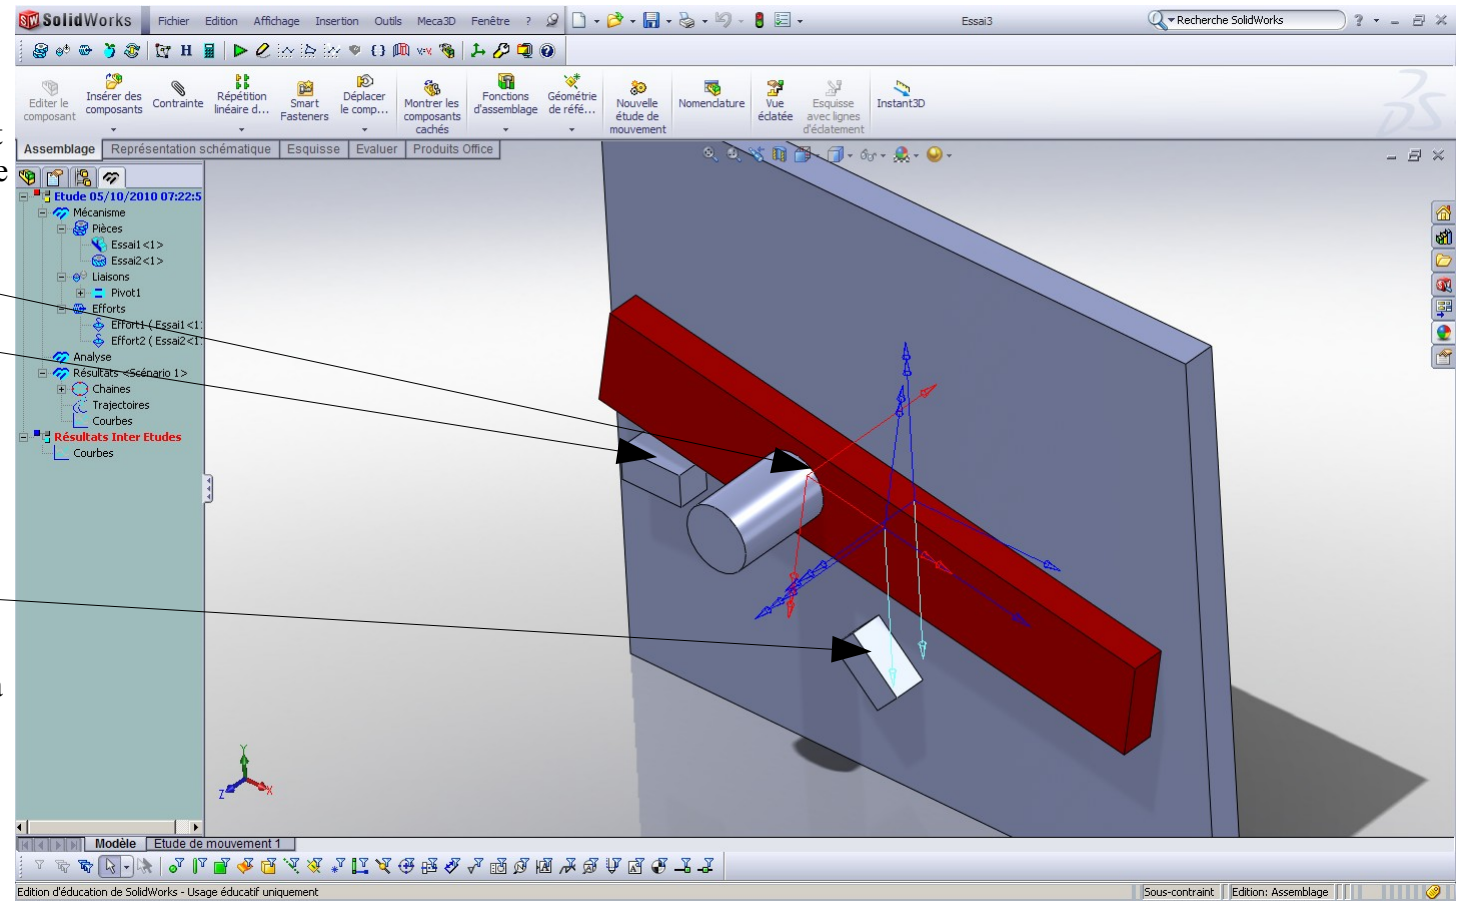 SolidWorks Fichier Edition Affichage Insertion Outils Meca3D Fenêtre ? Essai3 Recherche SolidWorks ?
Editer le composant
Insérer des composants
Contrainte
Répétition linéaire d...
Smart Fasteners
Déplacer le comp...
Montrer les composants cachés
Fonctions d'assemblage
Géométrie de réfé...
Nouvelle étude de mouvement
Nomenclature
Vue éclatée
Esquisse avec lignes d'éclatement
Instant3D
Assemblage Représentation schématique Esquisse Evaluer Produits Office
Etude 05/10/2010 07:22:5
Mécanisme
Pièces
Essai1<1>
Essai2<1>
Liaisons
Pivot1
Efforts
Effort1 ( Essai1<1:
Effort2 ( Essai2<1:
Analyse
Résultats <Scénario 1>
Chaines
Trajectoires
Courbes
Résultats Inter Etudes
Courbes
Y
Z X
Modèle Etude de mouvement 1
Edition d'éducation de SolidWorks - Usage éducatif uniquement Sous-contraint Edition: Assemblage